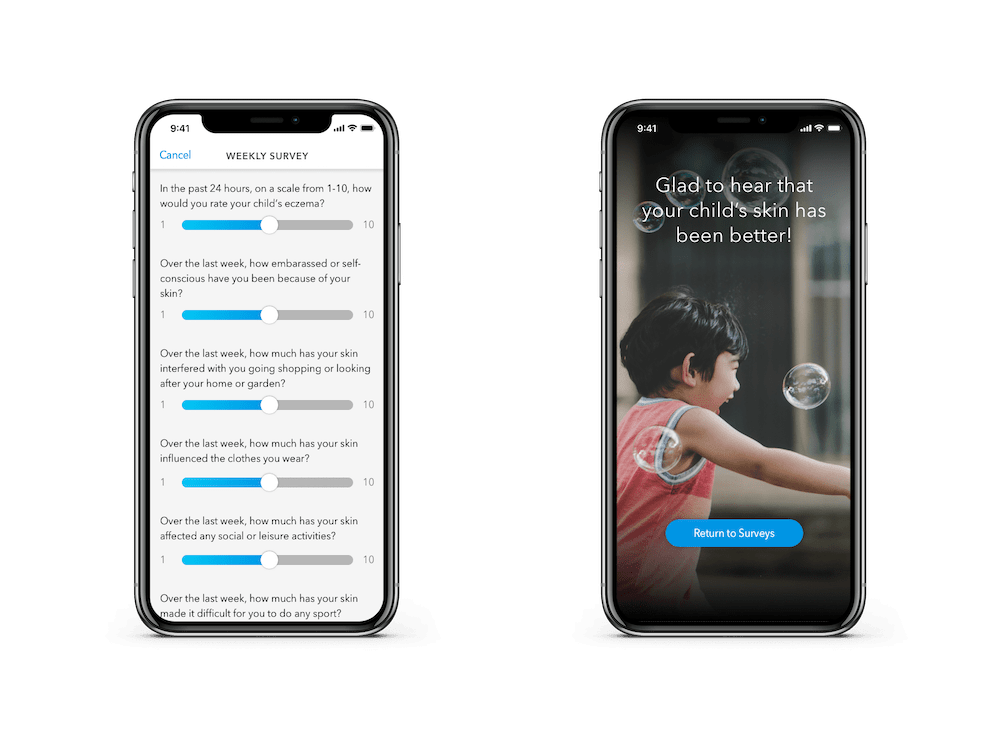 9:41
Cancel WEEKLY SURVEY
In the past 24 hours, on a scale from 1-10, how
would you rate your child's eczema?
1 10
Over the last week, how embarassed or self-
conscious have you been because of your
skin?
1 10
Over the last week, how much has your skin
interfered with you going shopping or looking
after your home or garden?
1 10
Over the last week, how much has your skin
influenced the clothes you wear?
1 10
Over the last week, how much has your skin
affected any social or leisure activities?
1 10
Over the last week, how much has your skin
made it difficult for you to do any sport?
9:41
Glad to hear that
your child's skin has
been better!
Return to Surveys